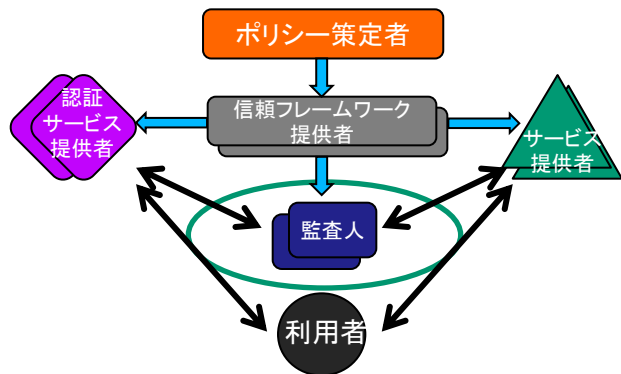 ポリシー策定者
認証
サービス
提供者
信頼フレームワーク
提供者
サービス
提供者
監査人
利用者